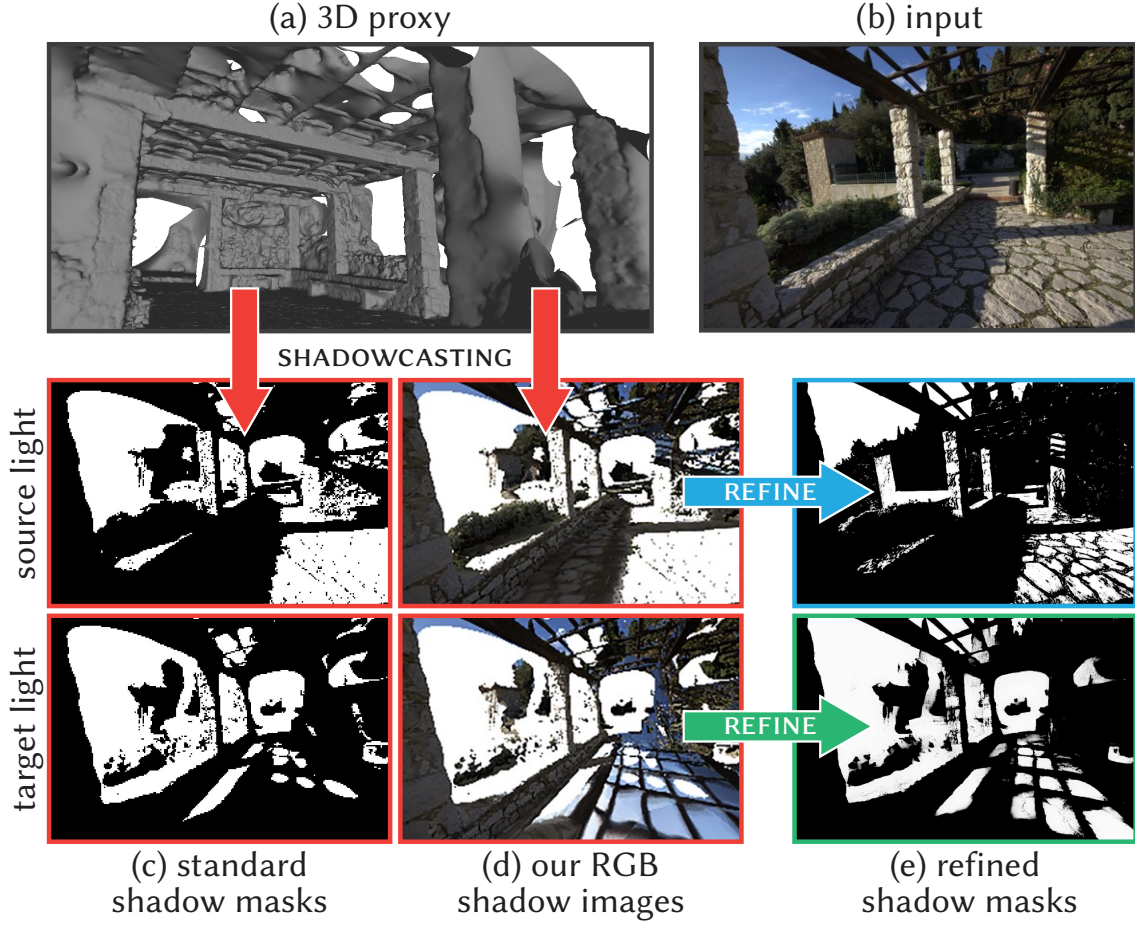 (a) 3D proxy
(b) input
SHADOWCASTING
source light
REFINE
target light
REFINE
(c) standard
shadow masks
(d) our RGB
shadow images
(e) refined
shadow masks